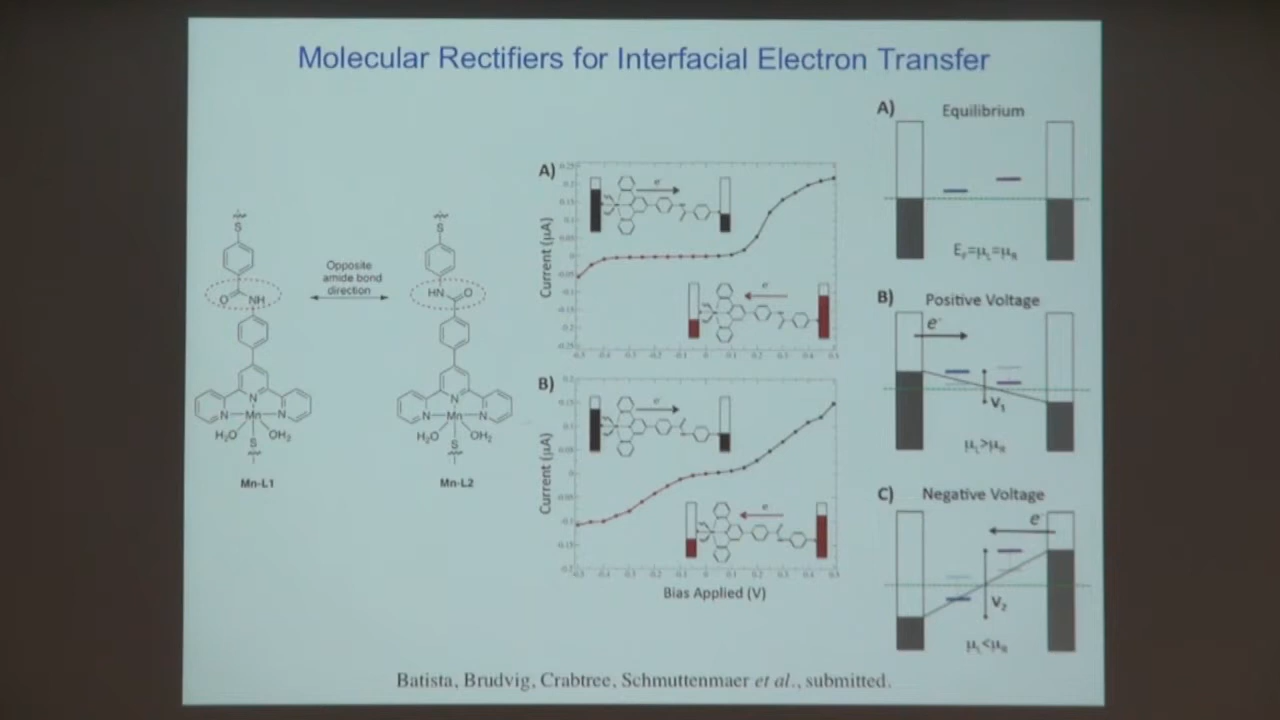 Molecular Rectifiers for Interfacial Electron Transfer
S
O
NH
N
N
Mn
N
H₂O
OH₂
S
Mn-L1
Opposite
amide bond
direction
S
HN
O
N
N
Mn
N
H₂O
OH₂
S
Mn-L2
A)
Current (µA)
e⁻
e
B)
Current (µA)
e
e
Bias Applied (V)
A)
Equilibrium
E_F=µ_L=µ_R
B)
Positive Voltage
e⁻
V₁
µ_L>µ_R
C)
Negative Voltage
e⁻
V₂
µ_L<µ_R
Batista, Brudvig, Crabtree, Schmuttenmaer et al., submitted.